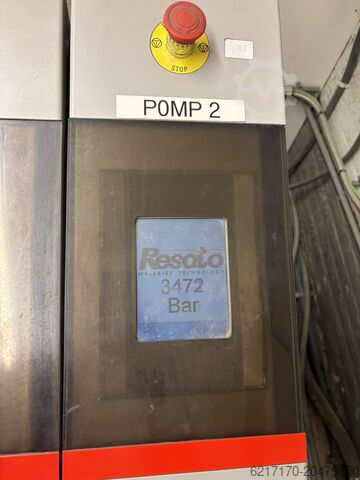 STOP
POMP 2
Resato
WATERJET TECHNOLOGY
3472
Bar